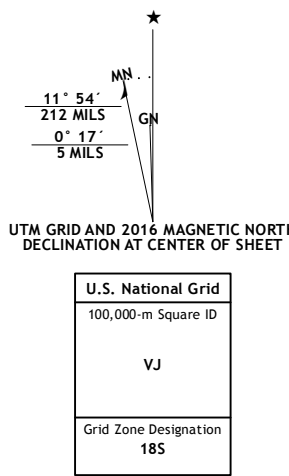 MN
11° 54´
212 MILS
GN
0° 17´
5 MILS
UTM GRID AND 2016 MAGNETIC NORTH
DECLINATION AT CENTER OF SHEET
U.S. National Grid
100,000-m Square ID
VJ
Grid Zone Designation
18S